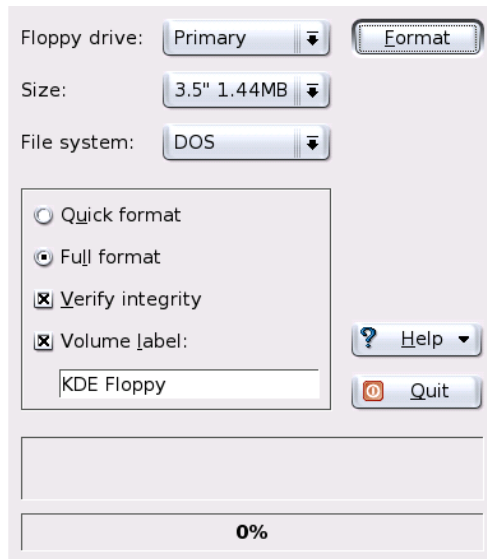 Floppy drive: Primary Format
Size: 3.5" 1.44MB
File system: DOS
Quick format
Full format
Verify integrity
Volume label:
Help
KDE Floppy
Quit
0%